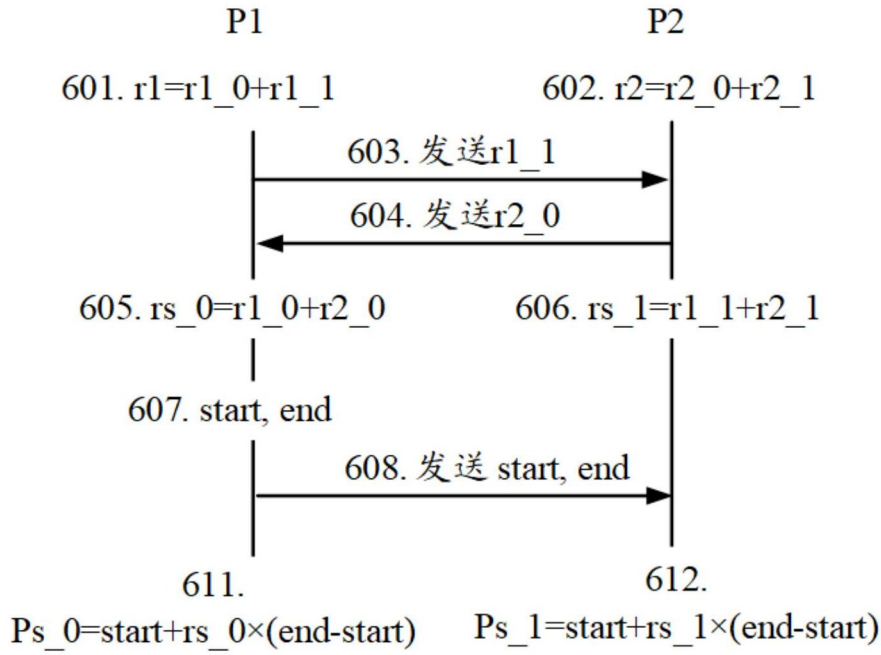 P1 P2
601. r1=r1_0+r1_1 602. r2=r2_0+r2_1
603. 发送r1_1
604. 发送r2_0
605. rs_0=r1_0+r2_0 606. rs_1=r1_1+r2_1
607. start, end
608. 发送 start, end
611. 612.
Ps_0=start+rs_0×(end-start) Ps_1=start+rs_1×(end-start)